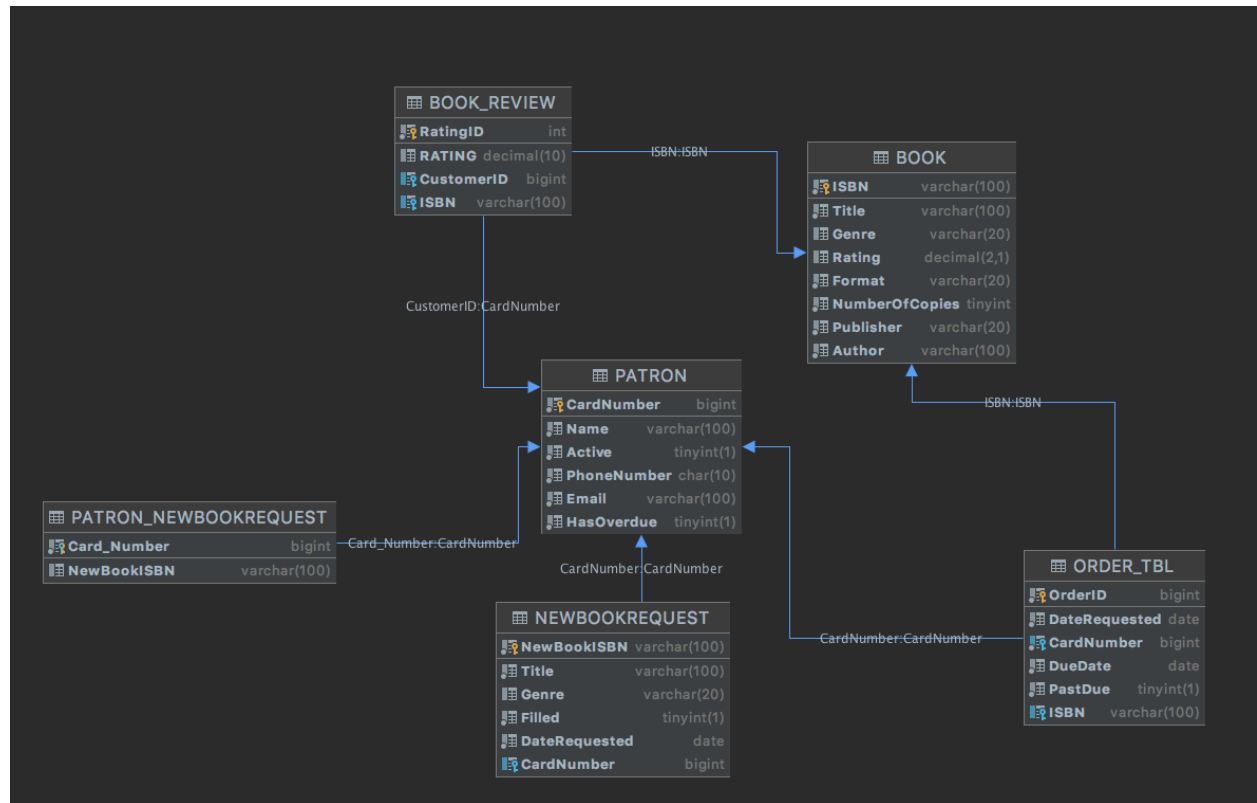 BOOK_REVIEW
RatingID int
RATING decimal(10)
CustomerID bigint
ISBN varchar(100)
ISBN:ISBN
BOOK
ISBN varchar(100)
Title varchar(100)
Genre varchar(20)
Rating decimal(2,1)
Format varchar(20)
NumberOfCopies tinyint
Publisher varchar(20)
Author varchar(100)
CustomerID:CardNumber
PATRON
CardNumber bigint
Name varchar(100)
Active tinyint(1)
PhoneNumber char(10)
Email varchar(100)
HasOverdue tinyint(1)
ISBN:ISBN
PATRON_NEWBOOKREQUEST
Card_Number bigint
NewBookISBN varchar(100)
Card_Number:CardNumber
CardNumber:CardNumber
NEWBOOKREQUEST
NewBookISBN varchar(100)
Title varchar(100)
Genre varchar(20)
Filled tinyint(1)
DateRequested date
CardNumber bigint
CardNumber:CardNumber
ORDER_TBL
OrderID bigint
DateRequested date
CardNumber bigint
DueDate date
PastDue tinyint(1)
ISBN varchar(100)